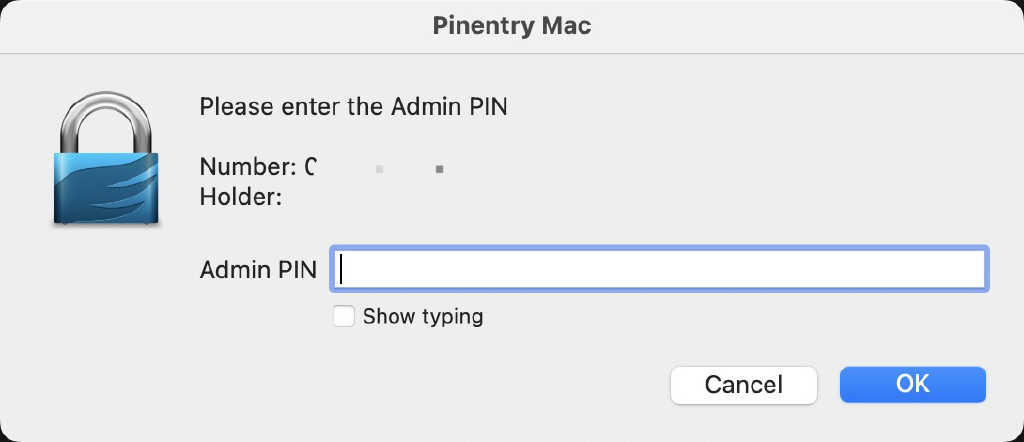 Pinentry Mac
Please enter the Admin PIN
Number:
Holder:
Admin PIN
Show typing
Cancel
OK